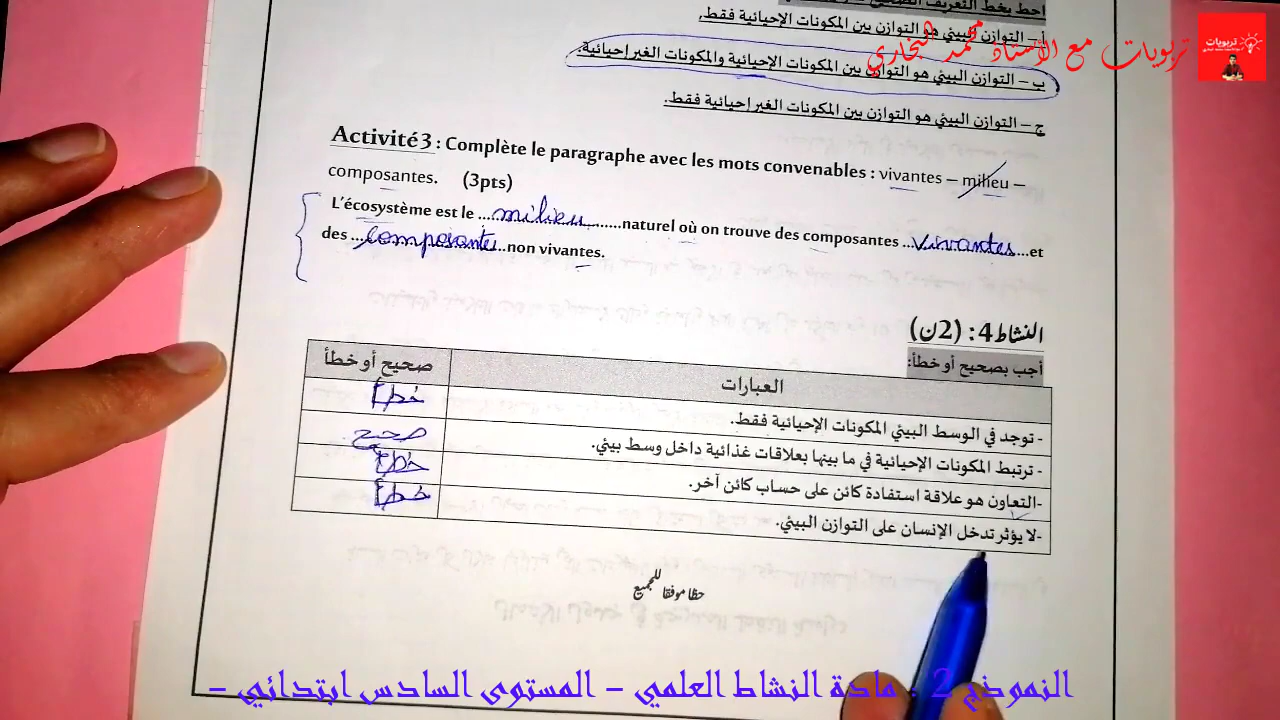 احط بخط التعريف الصحيح
أ – التوازن البيئي هو التوازن بين المكونات الإحيائية فقط.
تربويات مع الأستاذ محمد البخاري
تربويات
ب – التوازن البيئي هو التوازن بين المكونات الإحيائية والمكونات الغير إحيائية.
ج – التوازن البيئي هو التوازن بين المكونات الغير إحيائية فقط.
Activité3 : Complète le paragraphe avec les mots convenables : vivantes – milieu –
composantes. (3pts)
L'écosystème est le ...milieu......naturel où on trouve des composantes ...vivantes...et
des ...composantes...non vivantes.
النشاط4: (2ن)
أجب بصحيح أو خطأ:
العبارات صحيح أو خطأ
- توجد في الوسط البيئي المكونات الإحيائية فقط. خطأ
- ترتبط المكونات الإحيائية في ما بينها بعلاقات غذائية داخل وسط بيئي. صحيح
-التعاون هو علاقة استفادة كائن على حساب كائن آخر. خطأ
-لا يؤثر تدخل الإنسان على التوازن البيئي. خطأ
حظا موفقا للجميع
النموذج 2 : مادة النشاط العلمي – المستوى السادس ابتدائي –